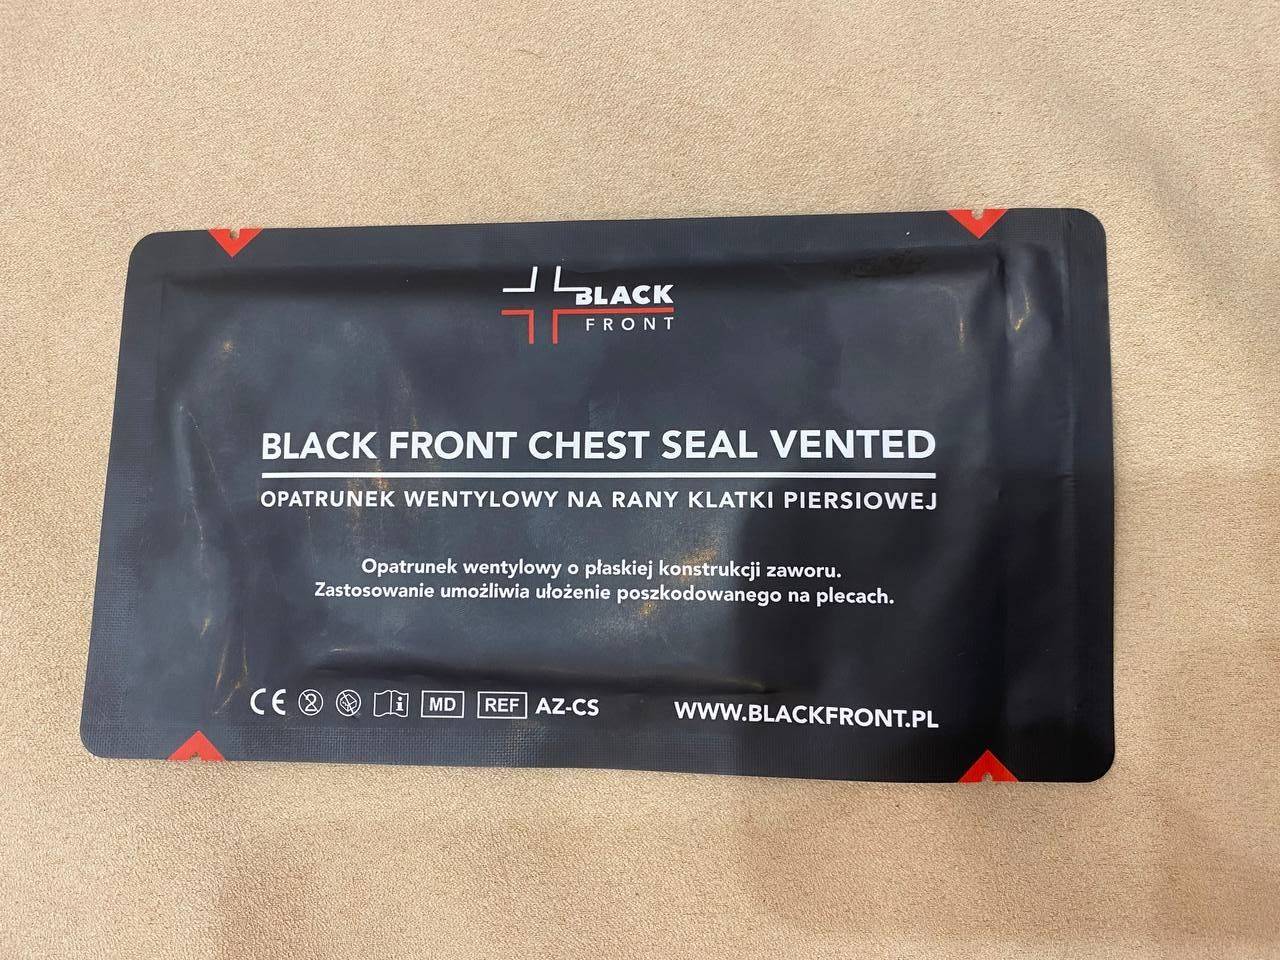 BLACK
FRONT
BLACK FRONT CHEST SEAL VENTED
OPATRUNEK WENTYLOWY NA RANY KLATKI PIERSIOWEJ
Opatrunek wentylowy o płaskiej konstrukcji zaworu.
Zastosowanie umożliwia ułożenie poszkodowanego na plecach.
CE 2 i MD REF AZ-CS WWW.BLACKFRONT.PL